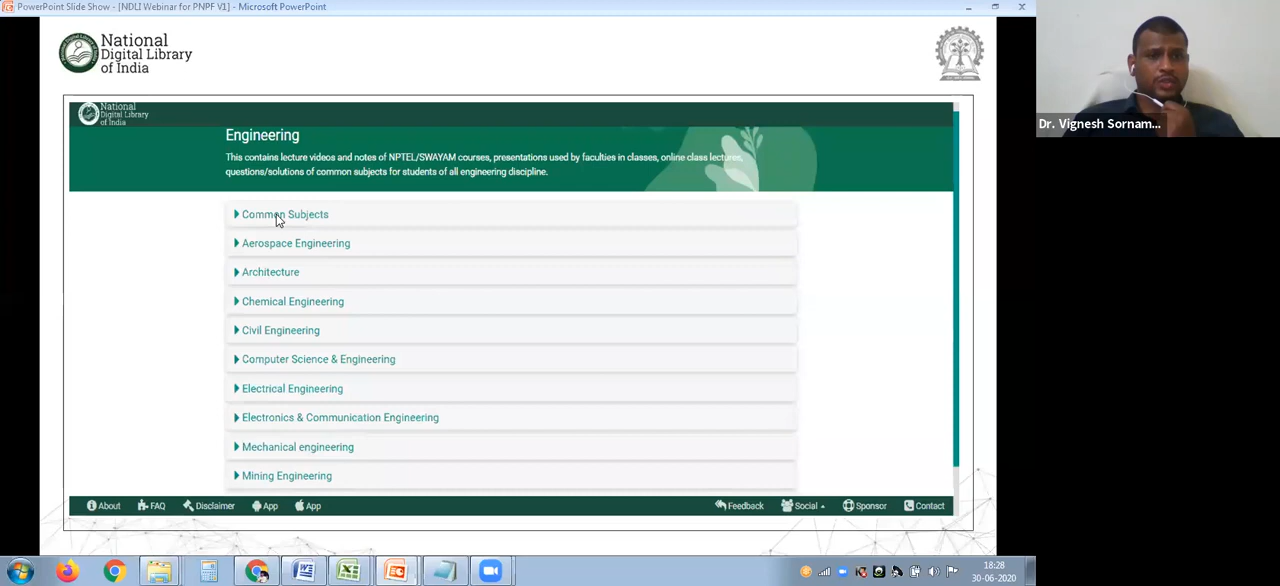 PowerPoint Slide Show - [NDLI Webinar for PNPF V1] - Microsoft PowerPoint
National
Digital Library
of India
National
Digital Library
of India
Engineering
This contains lecture videos and notes of NPTEL/SWAYAM courses, presentations used by faculties in classes, online class lectures,
questions/solutions of common subjects for students of all engineering discipline.
Common Subjects
Aerospace Engineering
Architecture
Chemical Engineering
Civil Engineering
Computer Science & Engineering
Electrical Engineering
Electronics & Communication Engineering
Mechanical engineering
Mining Engineering
About FAQ Disclaimer App App Feedback Social Sponsor Contact
Dr. Vignesh Sornam...
18:28
30-06-2020